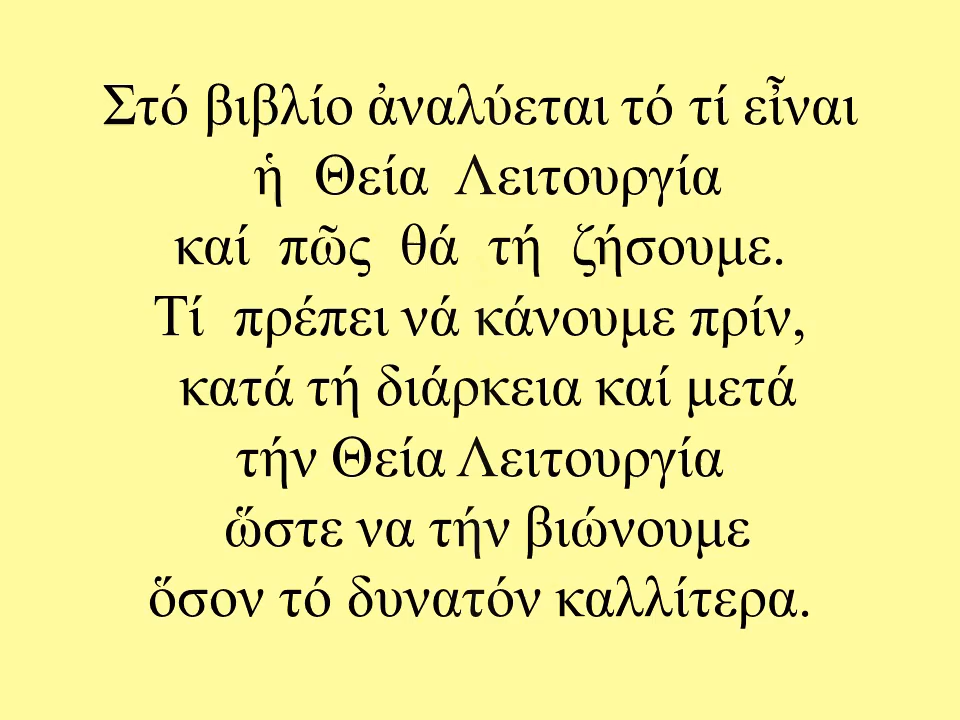 Στό βιβλίο ἀναλύεται τό τί εἶναι
ἡ Θεία Λειτουργία
καί πῶς θά τή ζήσουμε.
Τί πρέπει νά κάνουμε πρίν,
κατά τή διάρκεια καί μετά
τήν Θεία Λειτουργία
ὥστε να τήν βιώνουμε
ὅσον τό δυνατόν καλλίτερα.